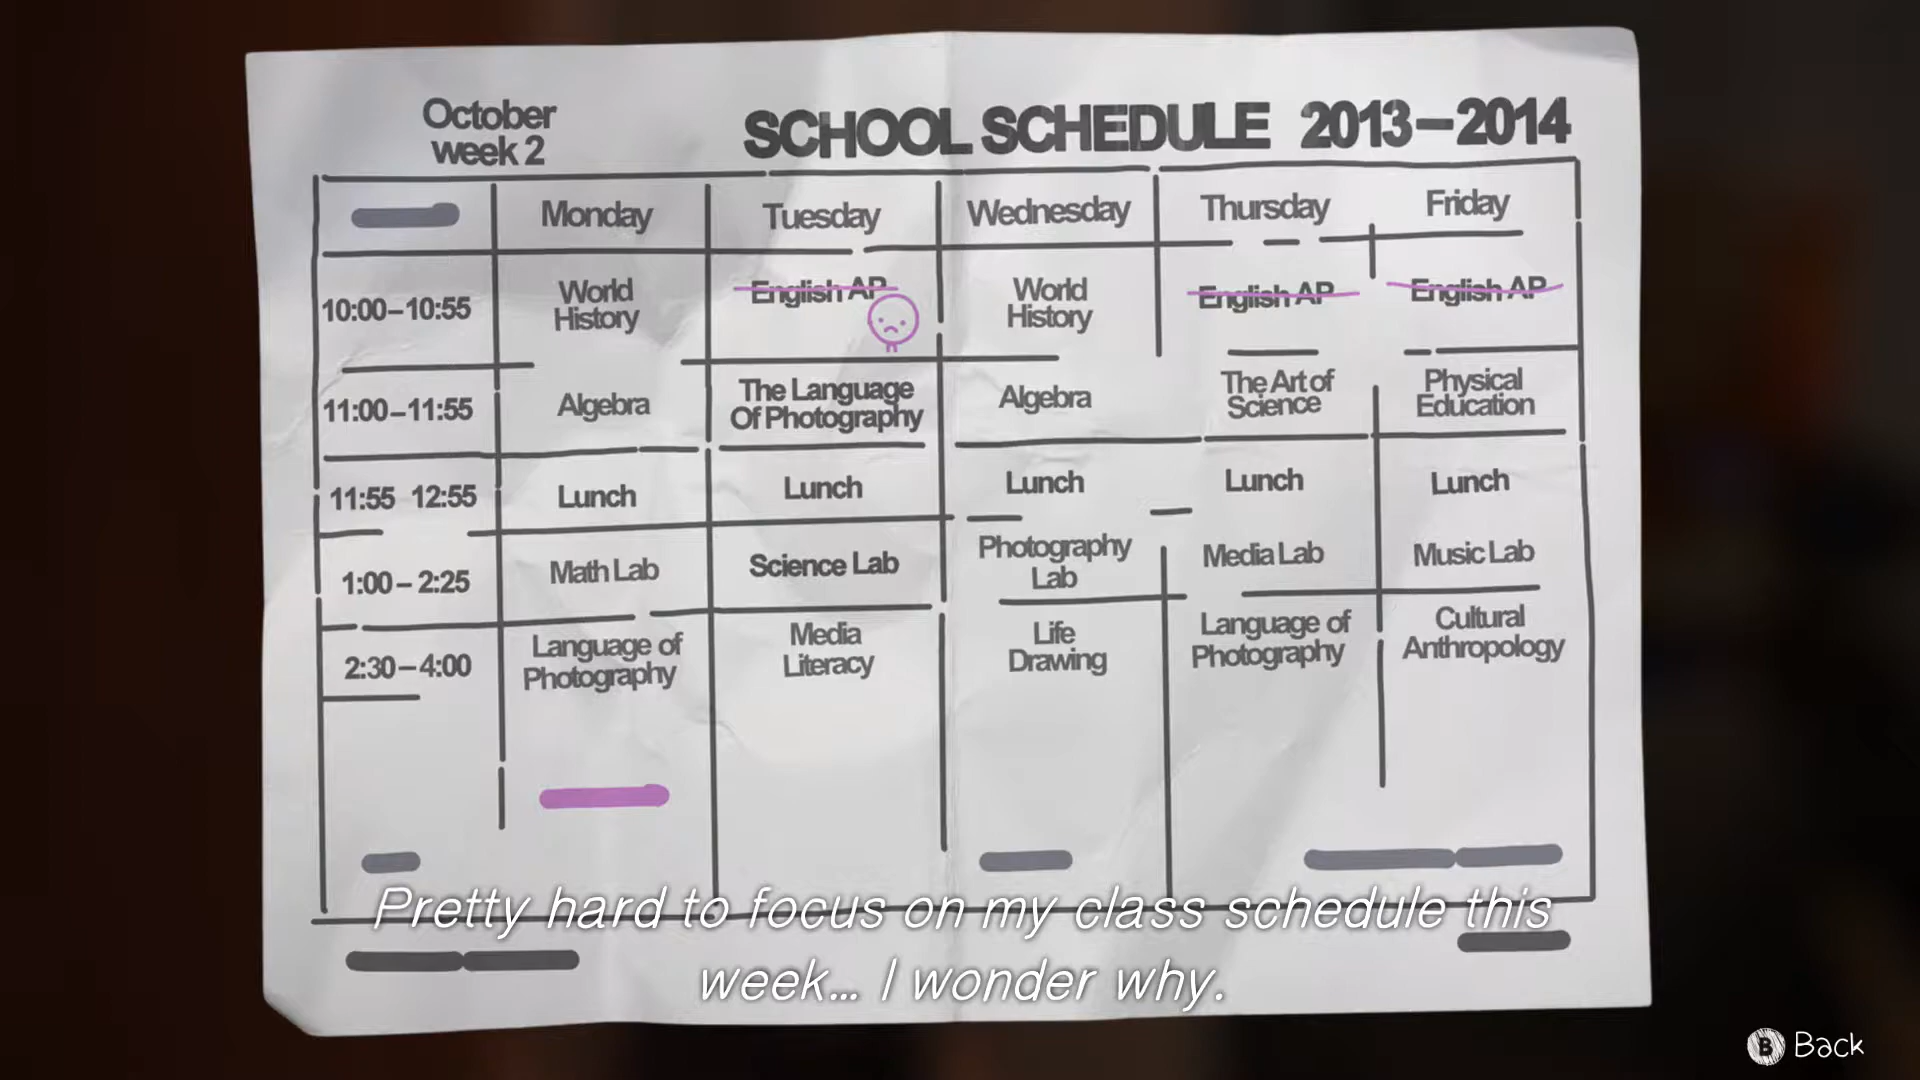 October
week 2
SCHOOL SCHEDULE 2013–2014
Monday Tuesday Wednesday Thursday Friday
10:00–10:55
World
History
English AP
World
History
English AP
English AP
11:00–11:55
Algebra
The Language
Of Photography
Algebra
The Art of
Science
Physical
Education
11:55 12:55
Lunch
Lunch
Lunch
Lunch
Lunch
1:00–2:25
Math Lab
Science Lab
Photography
Lab
Media Lab
Music Lab
2:30–4:00
Language of
Photography
Media
Literacy
Life
Drawing
Language of
Photography
Cultural
Anthropology
Pretty hard to focus on my class schedule this
week... I wonder why.
B Back